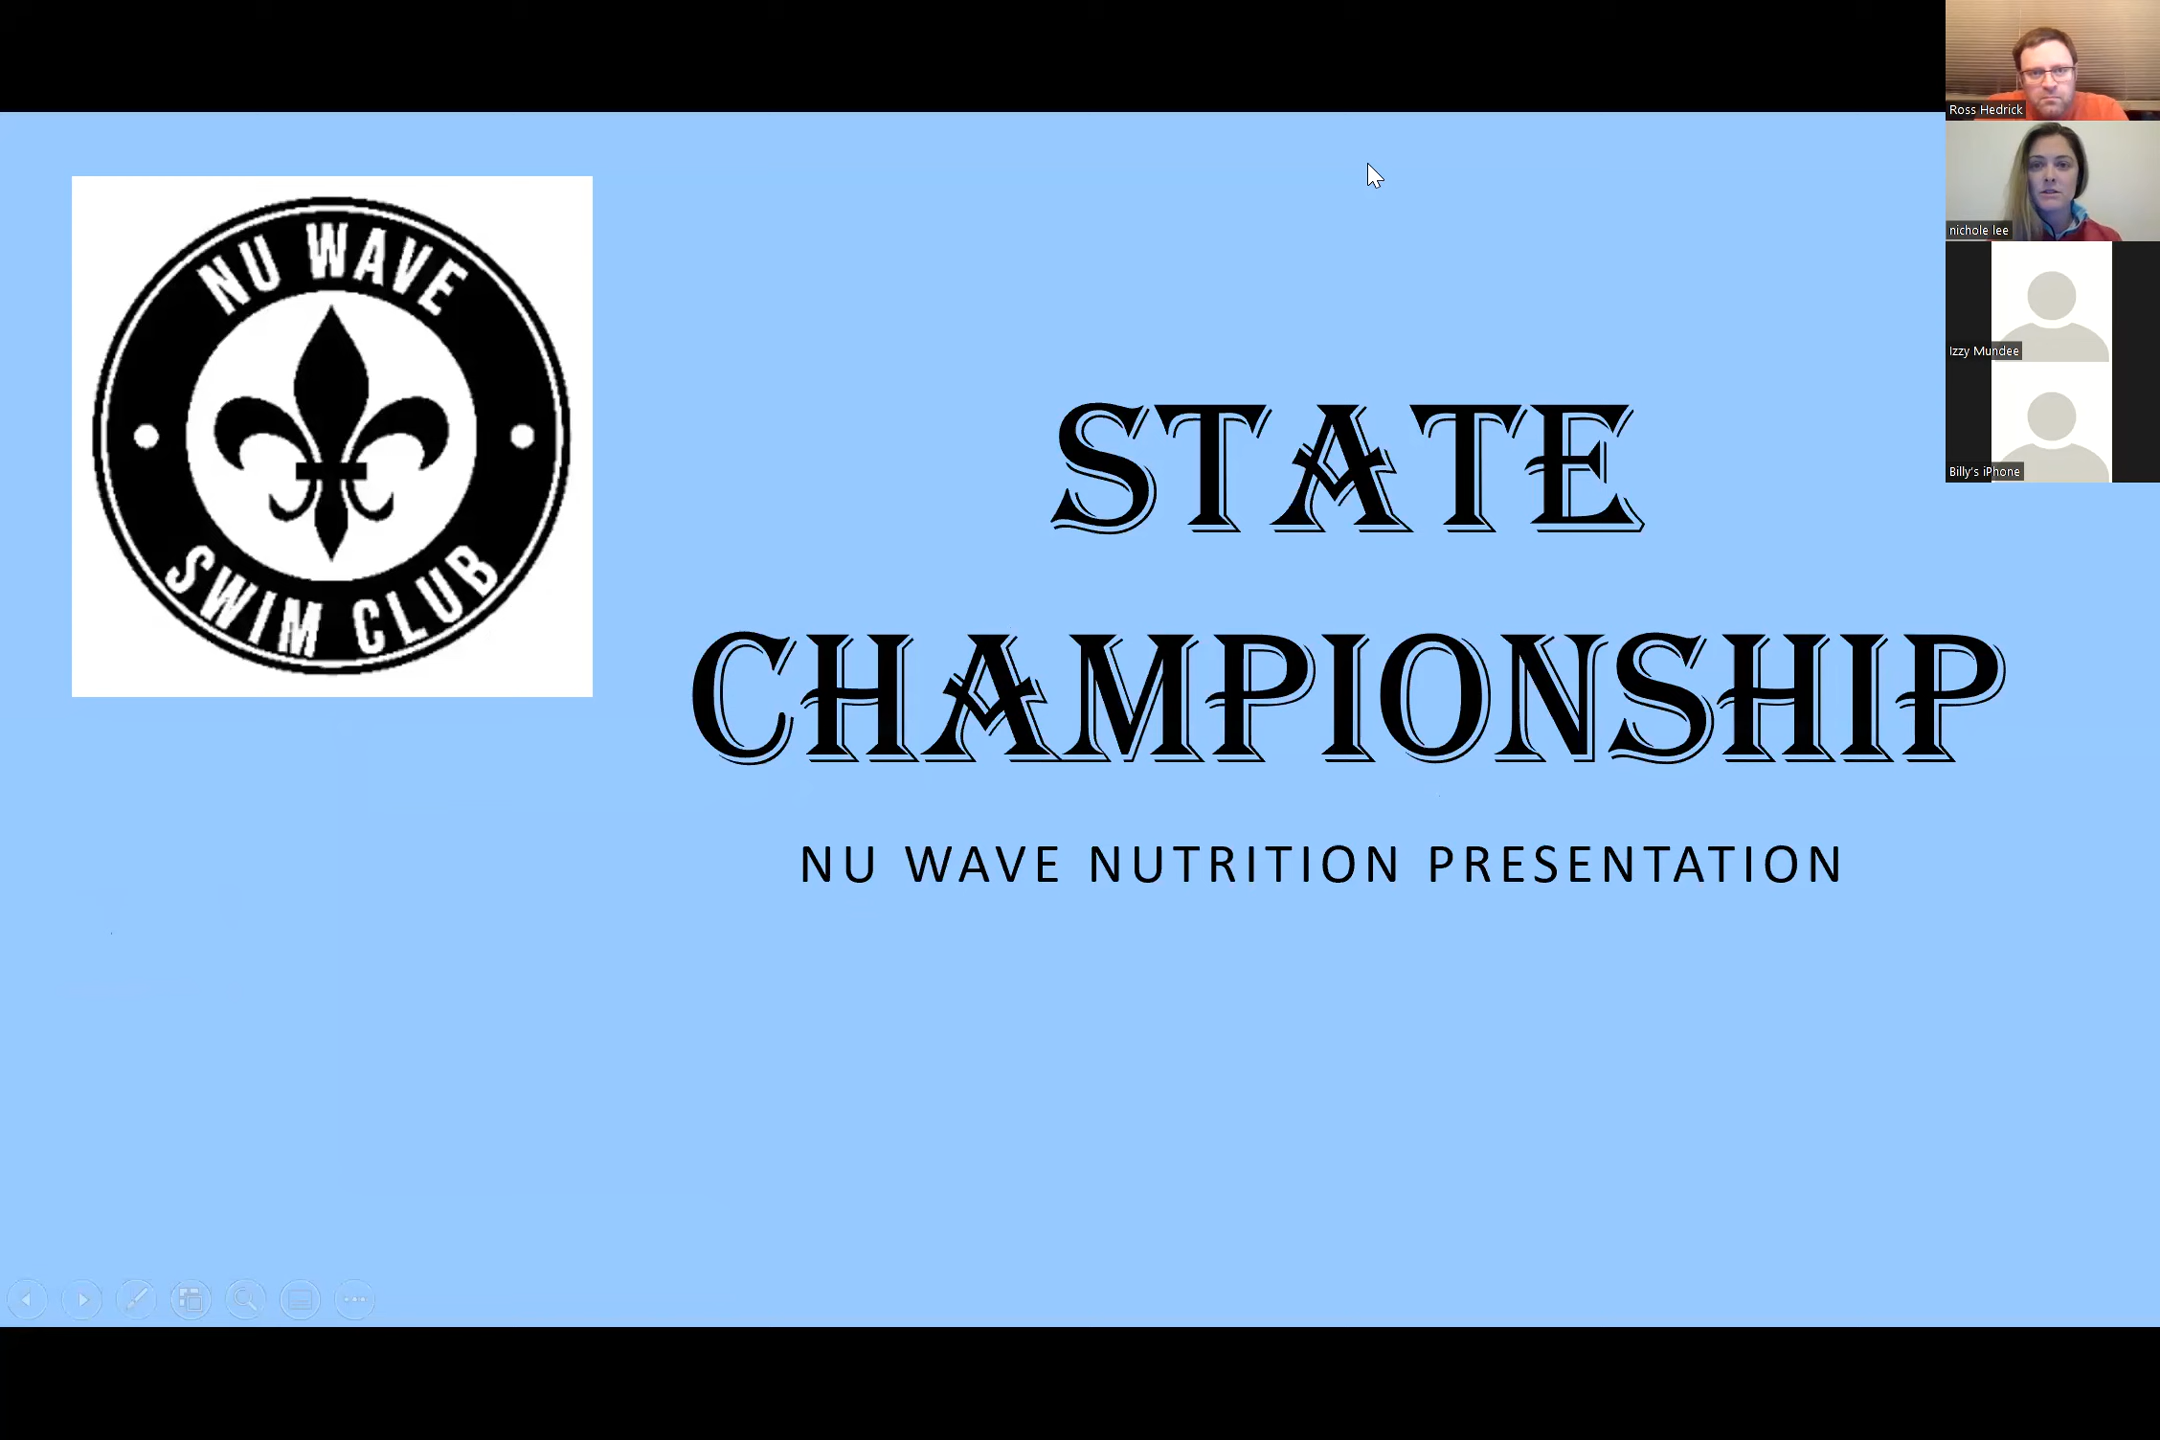 NU WAVE
SWIM CLUB
STATE
CHAMPIONSHIP
NU WAVE NUTRITION PRESENTATION
Ross Hedrick
nichole lee
Izzy Mundee
Billy's iPhone